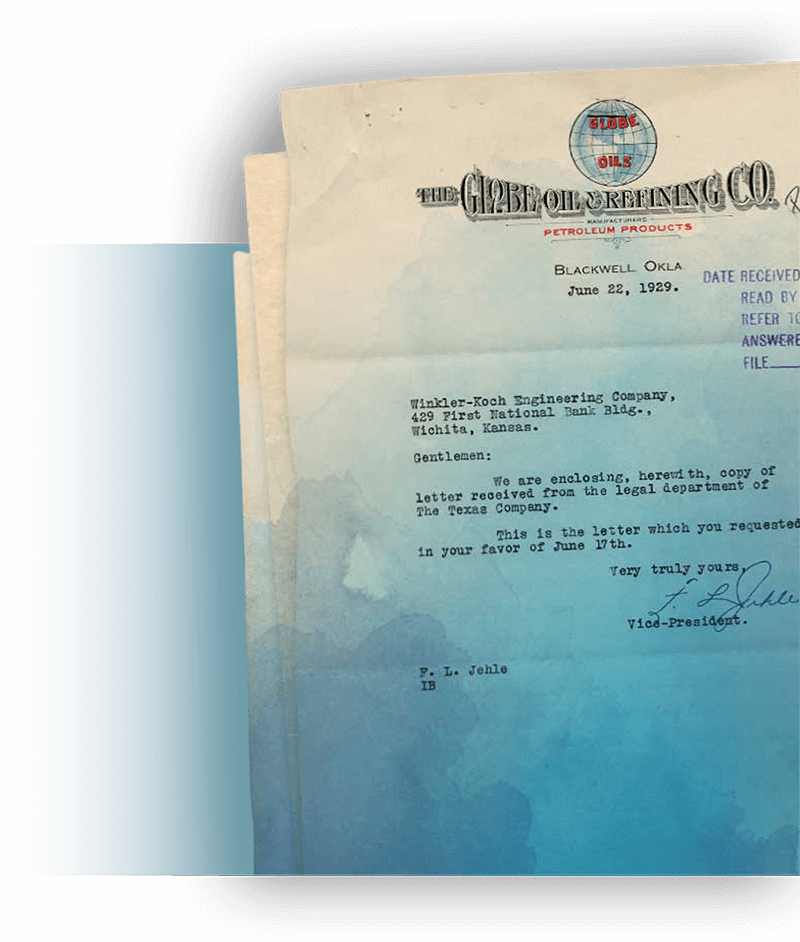 GLOBE
OILS
THE GLOBE OIL & REFINING CO.
MANUFACTURERS
PETROLEUM PRODUCTS
BLACKWELL, OKLA.
June 22, 1929.
DATE RECEIVED
READ BY
REFER TO
ANSWERE
FILE
Winkler-Koch Engineering Company,
429 First National Bank Bldg.,
Wichita, Kansas.
Gentlemen:
We are enclosing, herewith, copy of
letter received from the legal department of
The Texas Company.
This is the letter which you requested
in your favor of June 17th.
Very truly yours,
F. L. Jehle
Vice-President.
F. L. Jehle
IB